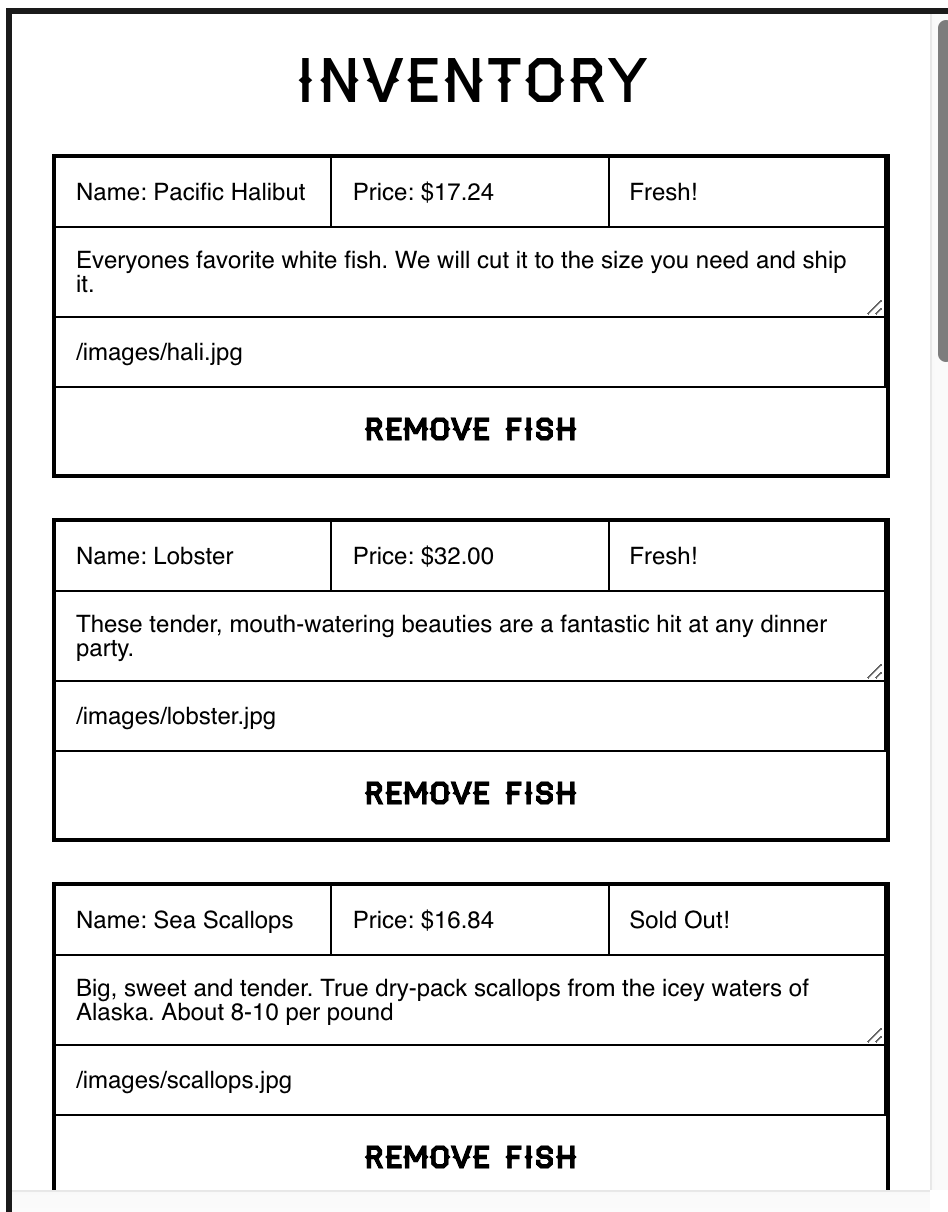 INVENTORY
Name: Pacific Halibut
Price: $17.24
Fresh!
Everyones favorite white fish. We will cut it to the size you need and ship
it.
/images/hali.jpg
REMOVE FISH
Name: Lobster
Price: $32.00
Fresh!
These tender, mouth-watering beauties are a fantastic hit at any dinner
party.
/images/lobster.jpg
REMOVE FISH
Name: Sea Scallops
Price: $16.84
Sold Out!
Big, sweet and tender. True dry-pack scallops from the icey waters of
Alaska. About 8-10 per pound
/images/scallops.jpg
REMOVE FISH